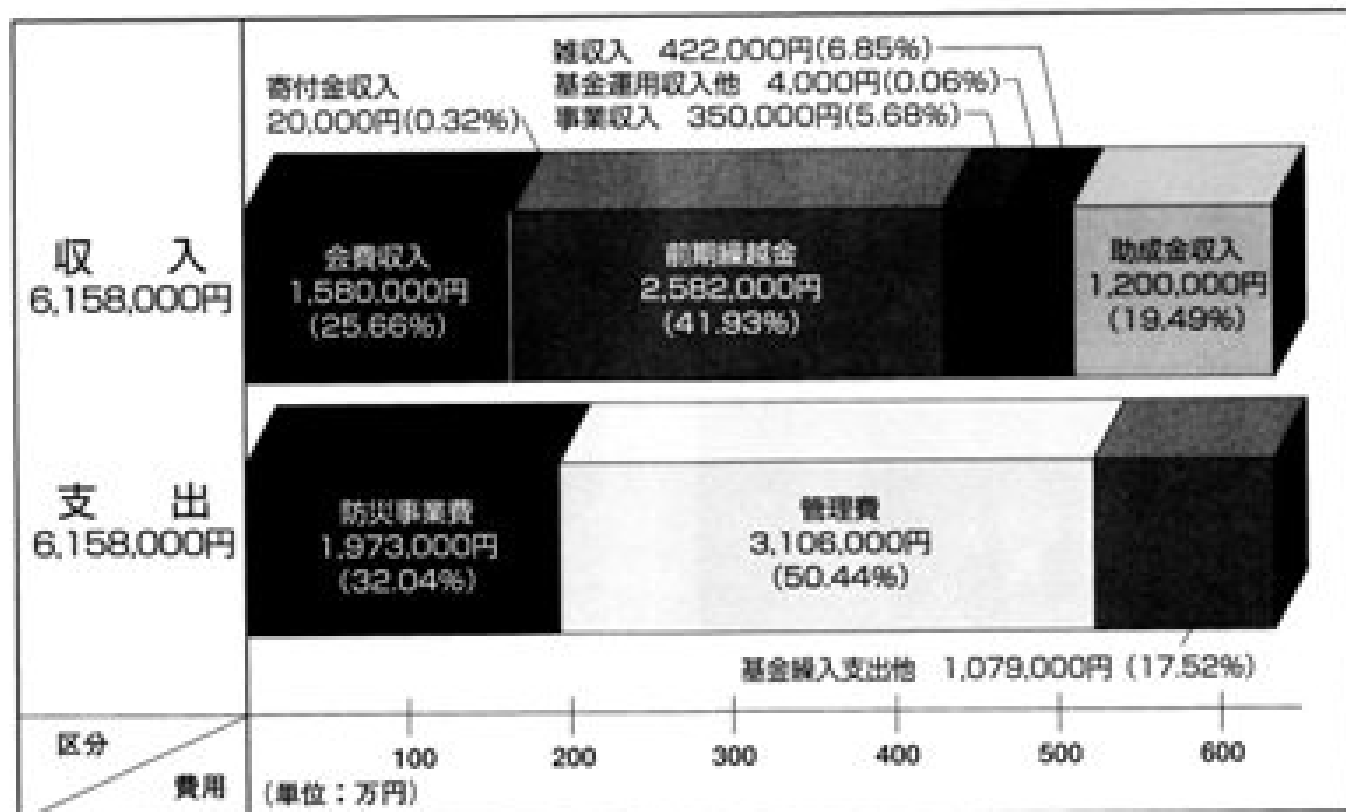 雑収入 422,000円(6.85%)
基金運用収入他 4,000円(0.06%)
事業収入 350,000円(5.68%)
寄付金収入
20,000円(0.32%)
収 入
6,158,000円
会費収入
1,580,000円
(25.66%)
前期繰越金
2,582,000円
(41.93%)
助成金収入
1,200,000円
(19.49%)
支 出
6,158,000円
防災事業費
1,973,000円
(32.04%)
管理費
3,106,000円
(50.44%)
基金繰入支出他 1,079,000円 (17.52%)
区分
費用
100 200 300 400 500 600
(単位：万円)